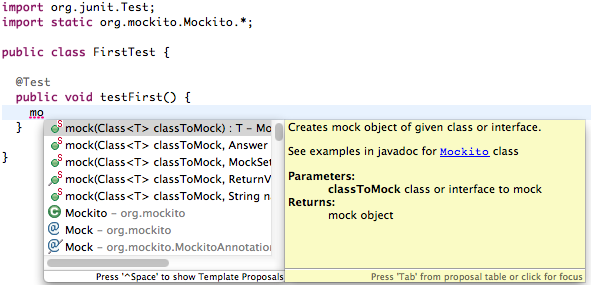 import org.junit.Test;
import static org.mockito.Mockito.*;
public class FirstTest {
@Test
public void testFirst() {
mo
}
}
mock(Class<T> classToMock) : T – Mo
mock(Class<T> classToMock, Answer
mock(Class<T> classToMock, MockSet
mock(Class<T> classToMock, ReturnV
mock(Class<T> classToMock, String na
Mockito – org.mockito
Mock – org.mockito
Mock – org.mockito.MockitoAnnotation
Press '^Space' to show Template Proposals
Creates mock object of given class or interface.
See examples in javadoc for Mockito class
Parameters:
classToMock class or interface to mock
Returns:
mock object
Press 'Tab' from proposal table or click for focus